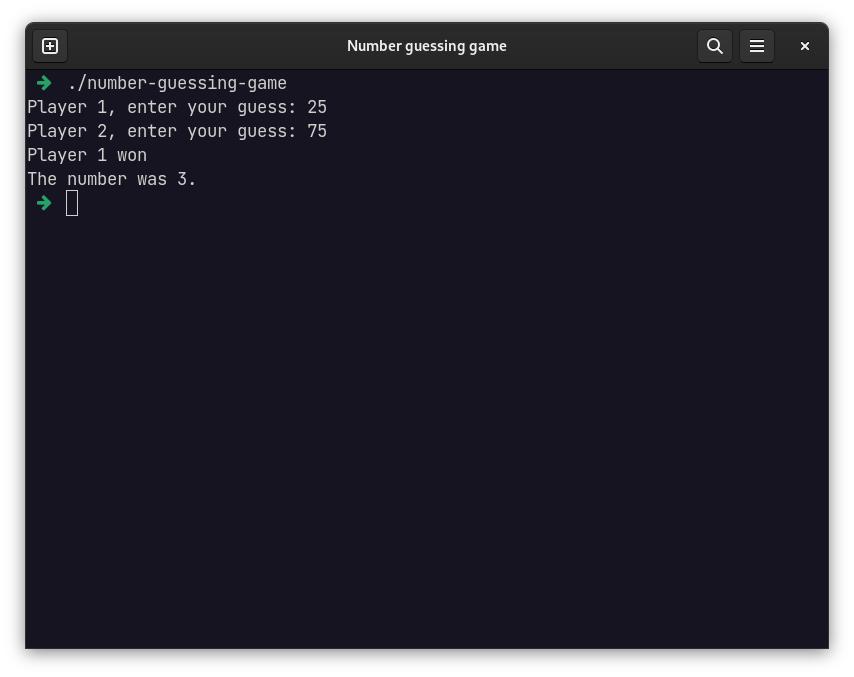 Number guessing game
➜ ./number-guessing-game
Player 1, enter your guess: 25
Player 2, enter your guess: 75
Player 1 won
The number was 3.
➜